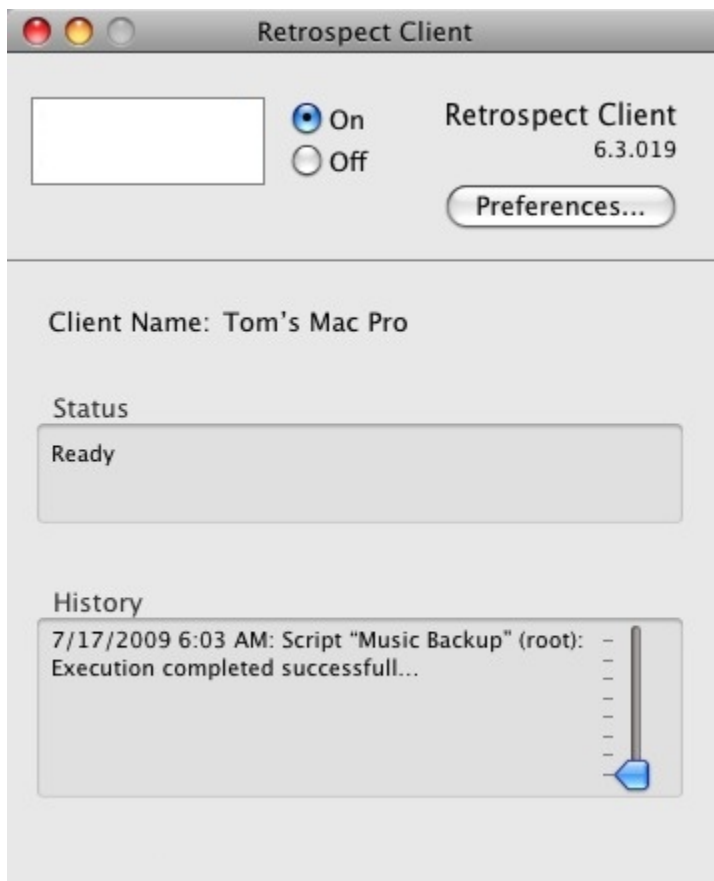 Retrospect Client
On
Off
Retrospect Client
6.3.019
Preferences...
Client Name: Tom’s Mac Pro
Status
Ready
History
7/17/2009 6:03 AM: Script “Music Backup” (root):
Execution completed successfull...